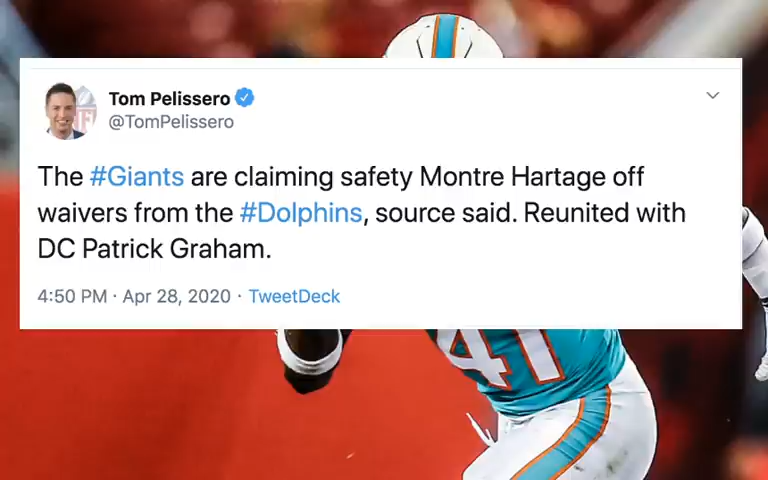 Tom Pelissero
@TomPelissero
The #Giants are claiming safety Montre Hartage off
waivers from the #Dolphins, source said. Reunited with
DC Patrick Graham.
4:50 PM · Apr 28, 2020 · TweetDeck
41